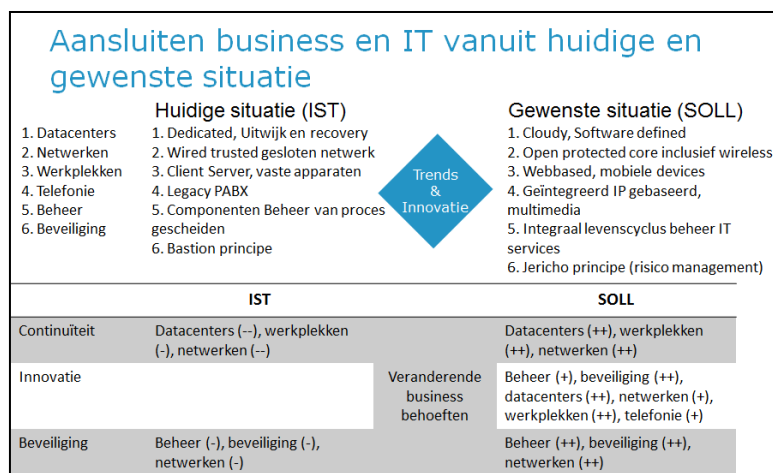 Aansluiten business en IT vanuit huidige en
gewenste situatie
Huidige situatie (IST)
Gewenste situatie (SOLL)
1. Datacenters
2. Netwerken
3. Werkplekken
4. Telefonie
5. Beheer
6. Beveiliging
1. Dedicated, Uitwijk en recovery
2. Wired trusted gesloten netwerk
3. Client Server, vaste apparaten
4. Legacy PABX
5. Componenten Beheer van proces
gescheiden
6. Bastion principe
Trends
&
Innovatie
1. Cloudy, Software defined
2. Open protected core inclusief wireless
3. Webbased, mobiele devices
4. Geïntegreerd IP gebaseerd,
multimedia
5. Integraal levenscyclus beheer IT
services
6. Jericho principe (risico management)
IST
SOLL
Continuïteit
Datacenters (--), werkplekken
(-), netwerken (--)
Datacenters (++), werkplekken
(++), netwerken (++)
Innovatie
Veranderende
business
behoeften
Beheer (+), beveiliging (++),
datacenters (++), netwerken (+)
werkplekken (++), telefonie (+)
Beveiliging
Beheer (-), beveiliging (-),
netwerken (-)
Beheer (++), beveiliging (++),
netwerken (++)